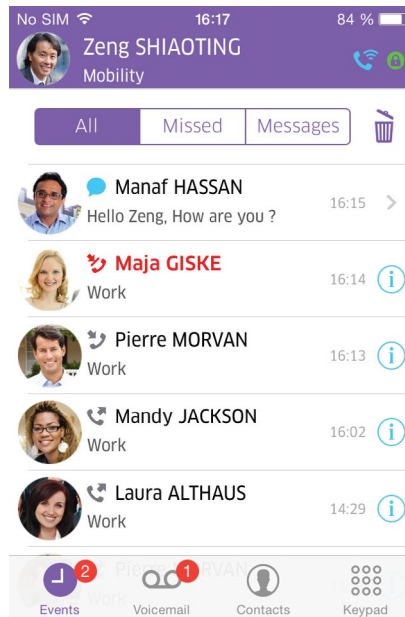 No SIM 16:17 84 %
Zeng SHIAOTING
Mobility
All Missed Messages
Manaf HASSAN
Hello Zeng, How are you ?
16:15
Maja GISKE
Work
16:14
Pierre MORVAN
Work
16:13
Mandy JACKSON
Work
16:02
Laura ALTHAUS
Work
14:29
2 1
Events Voicemail Contacts Keypad